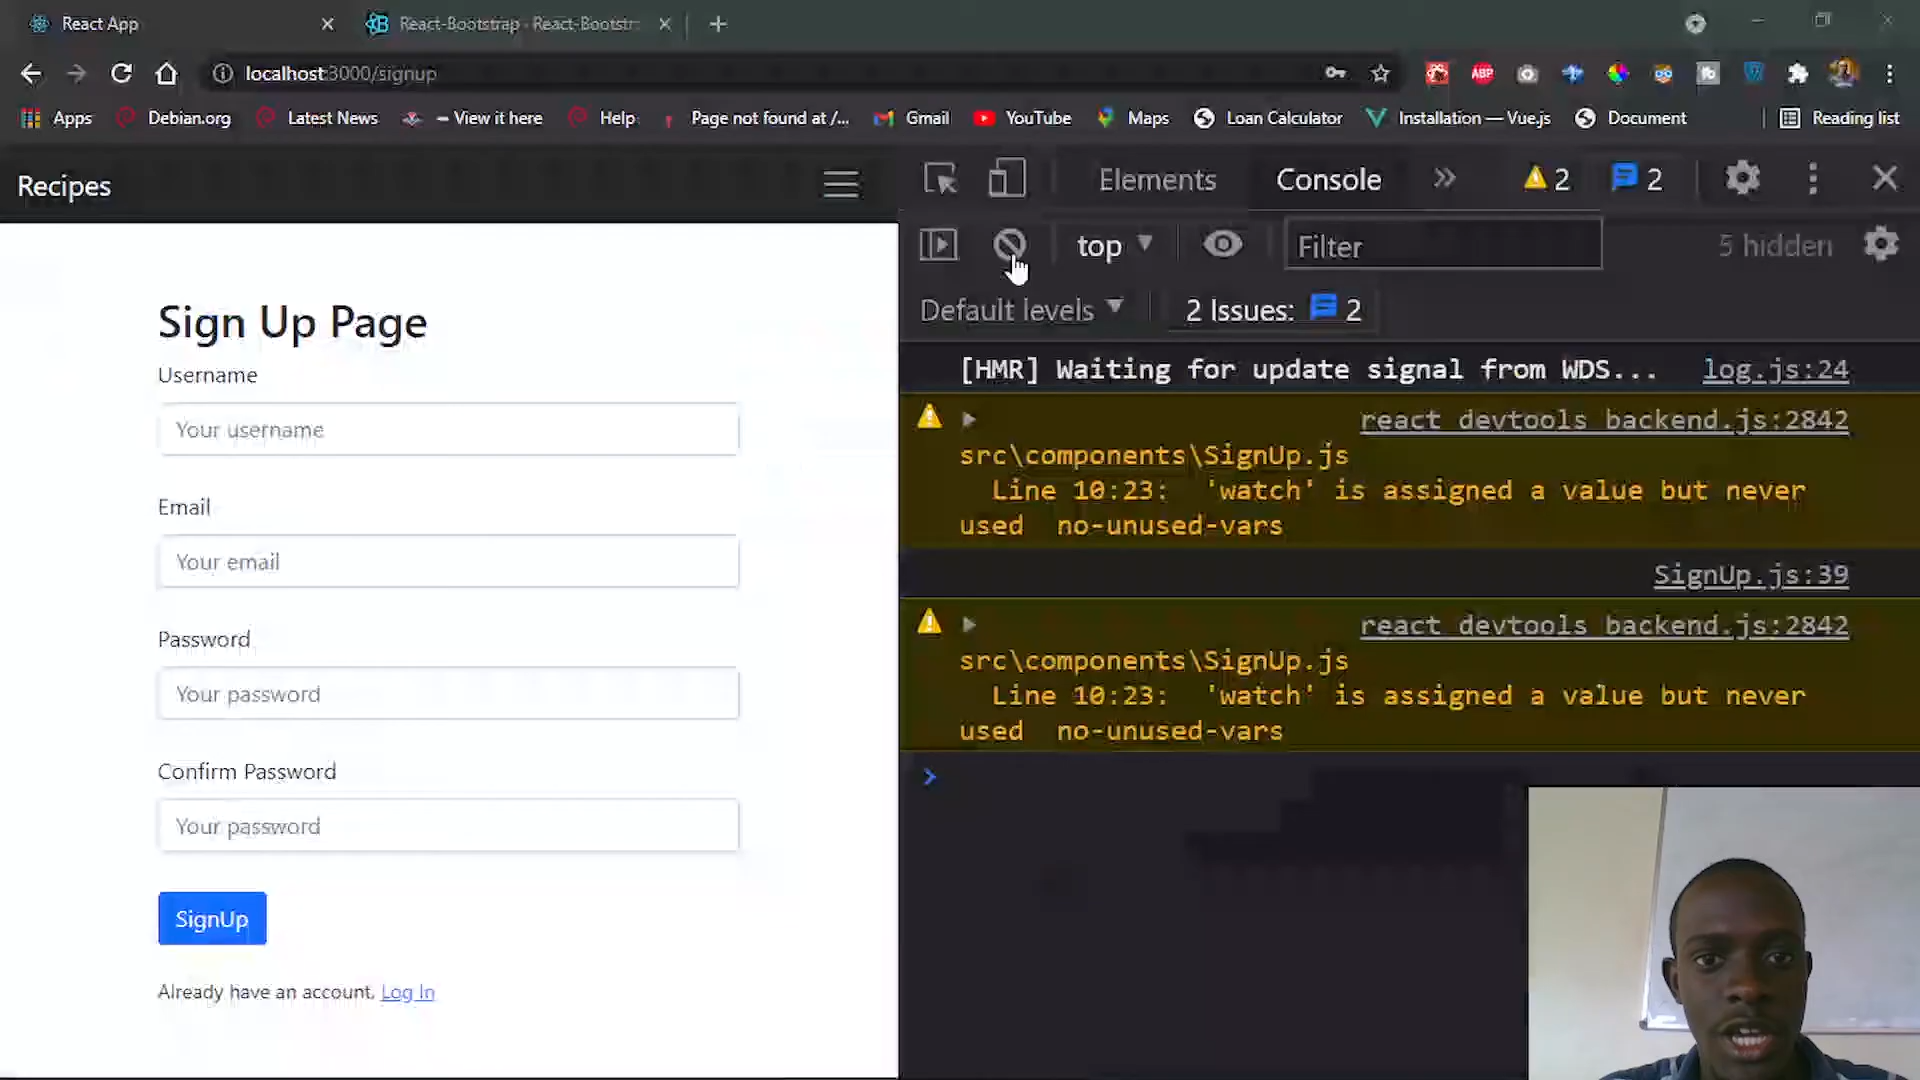 React App
React-Bootstrap · React-Bootstr
localhost:3000/signup
ABP
Apps
Debian.org
Latest News
– View it here
Help
Page not found at /...
Gmail
YouTube
Maps
Loan Calculator
Installation — Vue.js
Document
Reading list
Recipes
Elements
Console
2
2
top
Filter
5 hidden
Default levels
2 Issues:
2
[HMR] Waiting for update signal from WDS... log.js:24
react_devtools_backend.js:2842
src\components\SignUp.js
Line 10:23: 'watch' is assigned a value but never
used no-unused-vars
SignUp.js:39
react_devtools_backend.js:2842
src\components\SignUp.js
Line 10:23: 'watch' is assigned a value but never
used no-unused-vars
Sign Up Page
Username
Your username
Email
Your email
Password
Your password
Confirm Password
Your password
SignUp
Already have an account, Log In